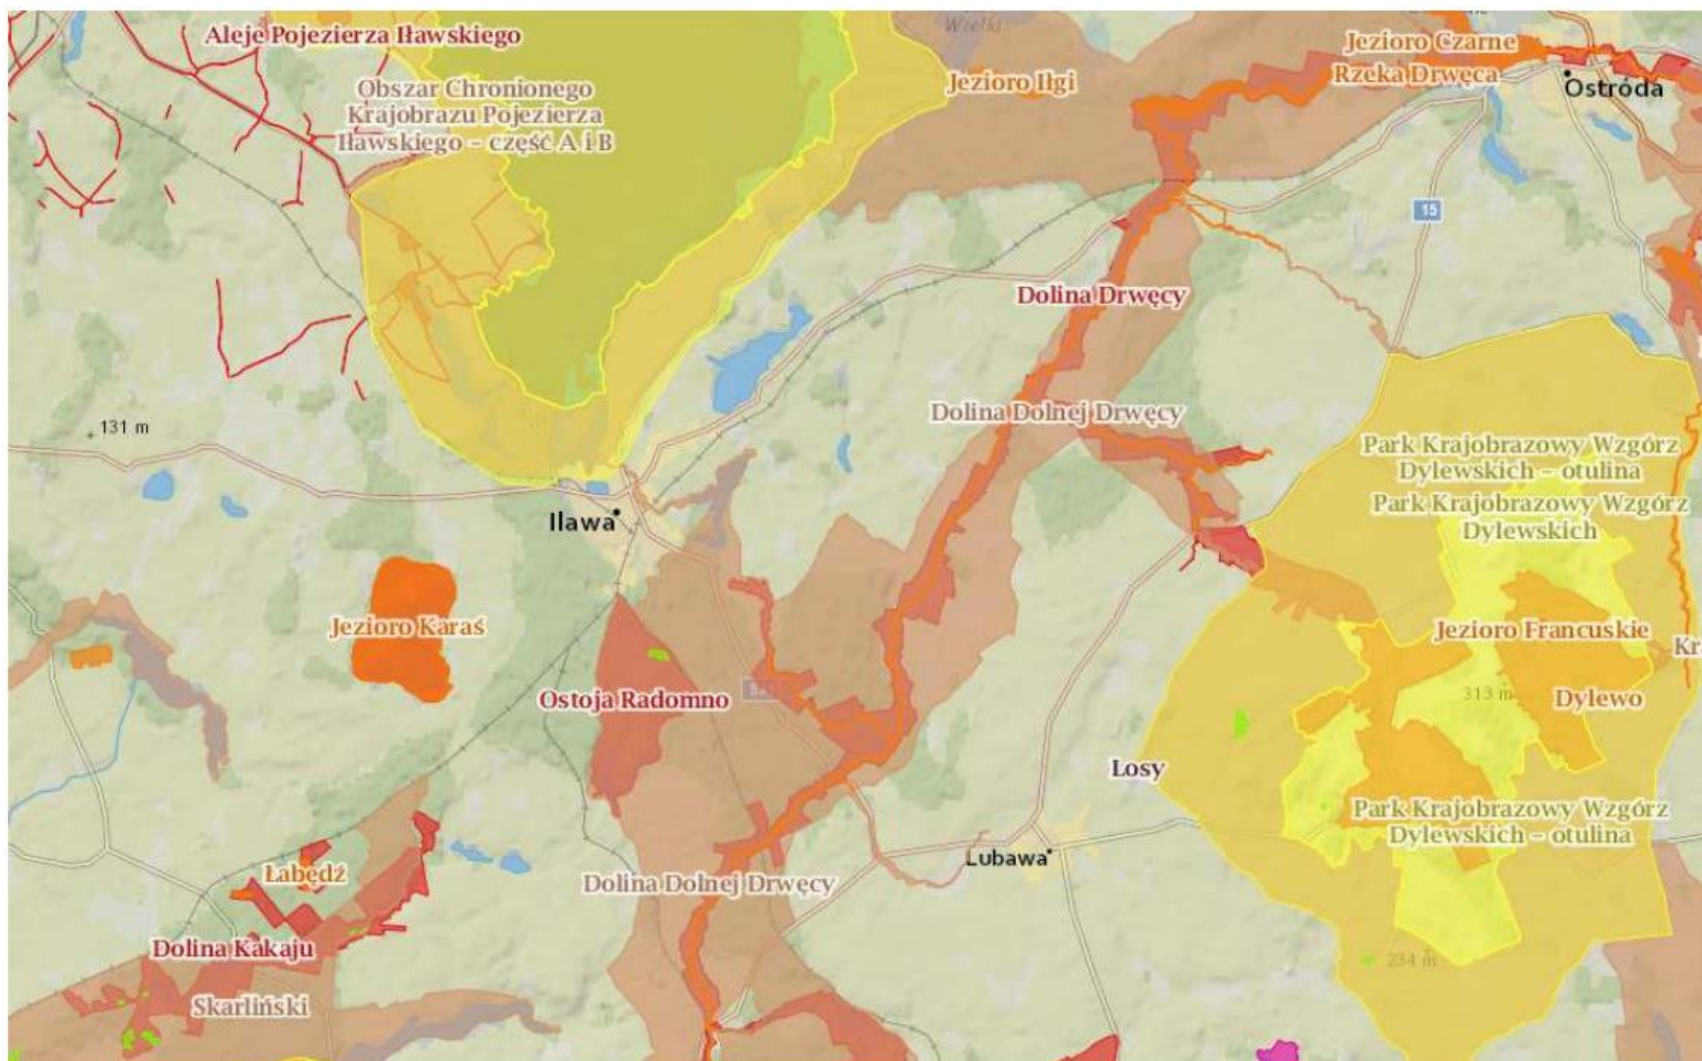 Wielki
Aleje Pojezierza Iławskiego
Jezioro Czarne
Rzeka Drwęca
Jezioro Ilgi
Ostróda
Obszar Chronionego
Krajobrazu Pojezierza
Iławskiego – część A i B
15
Dolina Drwęcy
Dolina Dolnej Drwęcy
131 m
Park Krajobrazowy Wzgórz
Dylewskich – otulina
Park Krajobrazowy Wzgórz
Dylewskich
Iława
Jezioro Karaś
Jezioro Francuskie
Kr
313 m
Ostoja Radomno
Dylewo
Losy
Park Krajobrazowy Wzgórz
Dylewskich – otulina
Lubawa
Łabędź
Dolina Dolnej Drwęcy
Dolina Kakaju
234 m
Skarliński